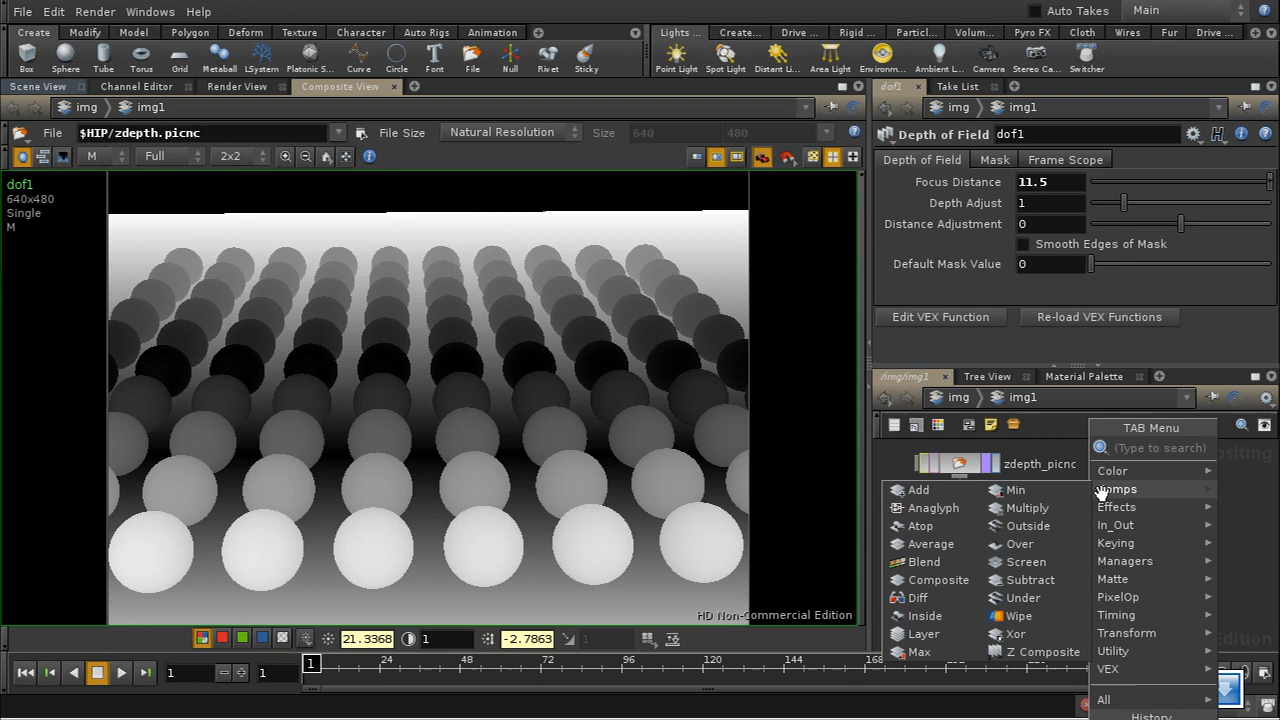 File Edit Render Windows Help Auto Takes Main
Create Modify Model Polygon Deform Texture Character Auto Rigs Animation Lights ... Create... Drive ... Rigid ... Particl... Volum... Pyro FX Cloth Wires Fur Drive ...
Box Sphere Tube Torus Grid Metaball LSystem Platonic S... Curve Circle Font File Null Rivet Sticky Point Light Spot Light Distant Li... Area Light Environm... Ambient L... Camera Stereo Ca... Switcher
Scene View Channel Editor Render View Composite View dof1 Take List
img img1 img img1
File $HIP/zdepth.picnc File Size Natural Resolution Size 640 480 Depth of Field dof1
M Full 2x2 Depth of Field Mask Frame Scope
dof1
640x480
Single
M
Focus Distance 11.5
Depth Adjust 1
Distance Adjustment 0
Smooth Edges of Mask
Default Mask Value 0
Edit VEX Function Re-load VEX Functions
/img/img1 Tree View Material Palette
img img1
TAB Menu
(Type to search)
zdepth_picnc
Color
Effects
In_Out
Keying
Managers
Matte
PixelOp
Timing
Transform
Utility
VEX
All
History
Add Min
Anaglyph Multiply
Atop Outside
Average Over
Blend Screen
Composite Subtract
Diff Under
Inside Wipe
Layer Xor
Max Z Composite
HD Non-Commercial Edition
21.3368 1 -2.7863 1
1 1 1 24 48 72 96 120 144 168